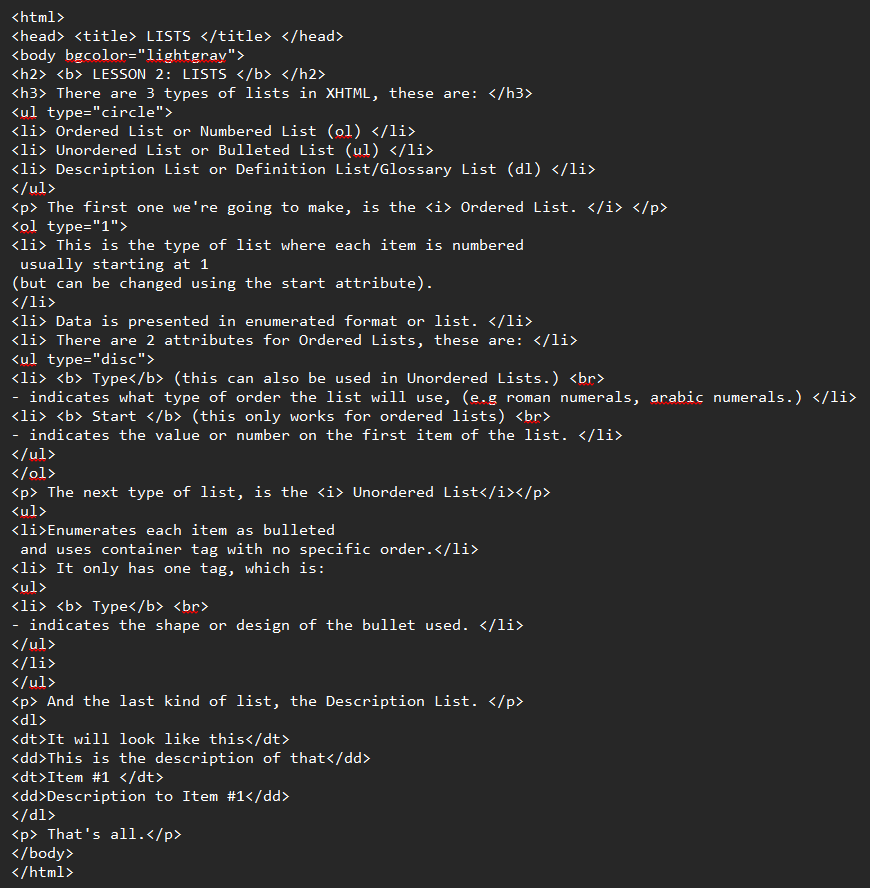 <html>
<head> <title> LISTS </title> </head>
<body bgcolor="lightgray">
<h2> <b> LESSON 2: LISTS </b> </h2>
<h3> There are 3 types of lists in XHTML, these are: </h3>
<ul type="circle">
<li> Ordered List or Numbered List (ol) </li>
<li> Unordered List or Bulleted List (ul) </li>
<li> Description List or Definition List/Glossary List (dl) </li>
</ul>
<p> The first one we're going to make, is the <i> Ordered List. </i> </p>
<ol type="1">
<li> This is the type of list where each item is numbered
 usually starting at 1
(but can be changed using the start attribute).
</li>
<li> Data is presented in enumerated format or list. </li>
<li> There are 2 attributes for Ordered Lists, these are: </li>
<ul type="disc">
<li> <b> Type</b> (this can also be used in Unordered Lists.) <br>
- indicates what type of order the list will use, (e.g roman numerals, arabic numerals.) </li>
<li> <b> Start </b> (this only works for ordered lists) <br>
- indicates the value or number on the first item of the list. </li>
</ul>
</ol>
<p> The next type of list, is the <i> Unordered List</i></p>
<ul>
<li>Enumerates each item as bulleted
 and uses container tag with no specific order.</li>
<li> It only has one tag, which is:
<ul>
<li> <b> Type</b> <br>
- indicates the shape or design of the bullet used. </li>
</ul>
</li>
</ul>
<p> And the last kind of list, the Description List. </p>
<dl>
<dt>It will look like this</dt>
<dd>This is the description of that</dd>
<dt>Item #1 </dt>
<dd>Description to Item #1</dd>
</dl>
<p> That's all.</p>
</body>
</html>